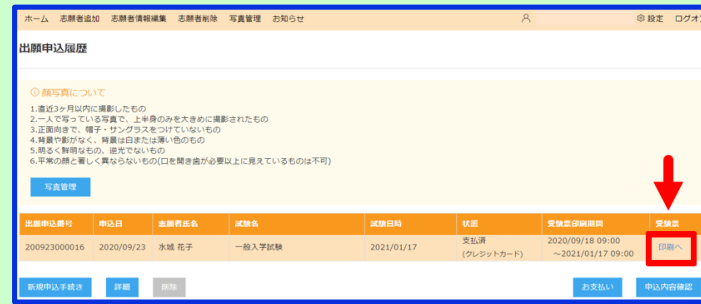 ホーム 志願者追加 志願者情報編集 志願者削除 写真管理 お知らせ 設定 ログオフ
出願申込履歴
顔写真について
1.直近3ヶ月以内に撮影したもの
2.一人で写っている写真で、上半身のみを大きめに撮影されたもの
3.正面向きで、帽子・サングラスをつけていないもの
4.背景や影がなく、背景は白または薄い色のもの
5.明るく鮮明なもの、逆光でないもの
6.平常の顔と著しく異ならないもの(口を開き歯が必要以上に見えているものは不可)
写真管理
出願申込番号 申込日 志願者氏名 試験名 試験日時 状態 受験票印刷期間 受験票
200923000016 2020/09/23 水城 花子 一般入学試験 2021/01/17 支払済 2020/09/18 09:00 印刷へ
(クレジットカード) ~2021/01/17 09:00
新規申込手続き 詳細 削除 お支払い 申込内容確認